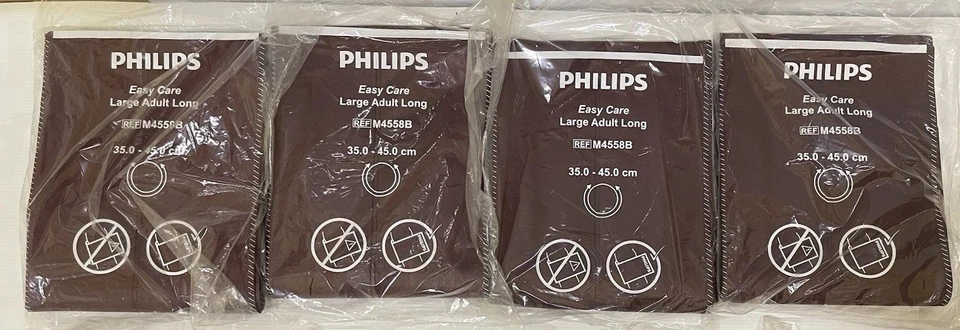 PHILIPS
Easy Care
Large Adult Long
REF M4558B
35.0 - 45.0 cm
PHILIPS
Easy Care
Large Adult Long
REF M4558B
35.0 - 45.0 cm
PHILIPS
Easy Care
Large Adult Long
REF M4558B
35.0 - 45.0 cm
PHILIPS
Easy Care
Large Adult Long
REF M4558B
35.0 - 45.0 cm